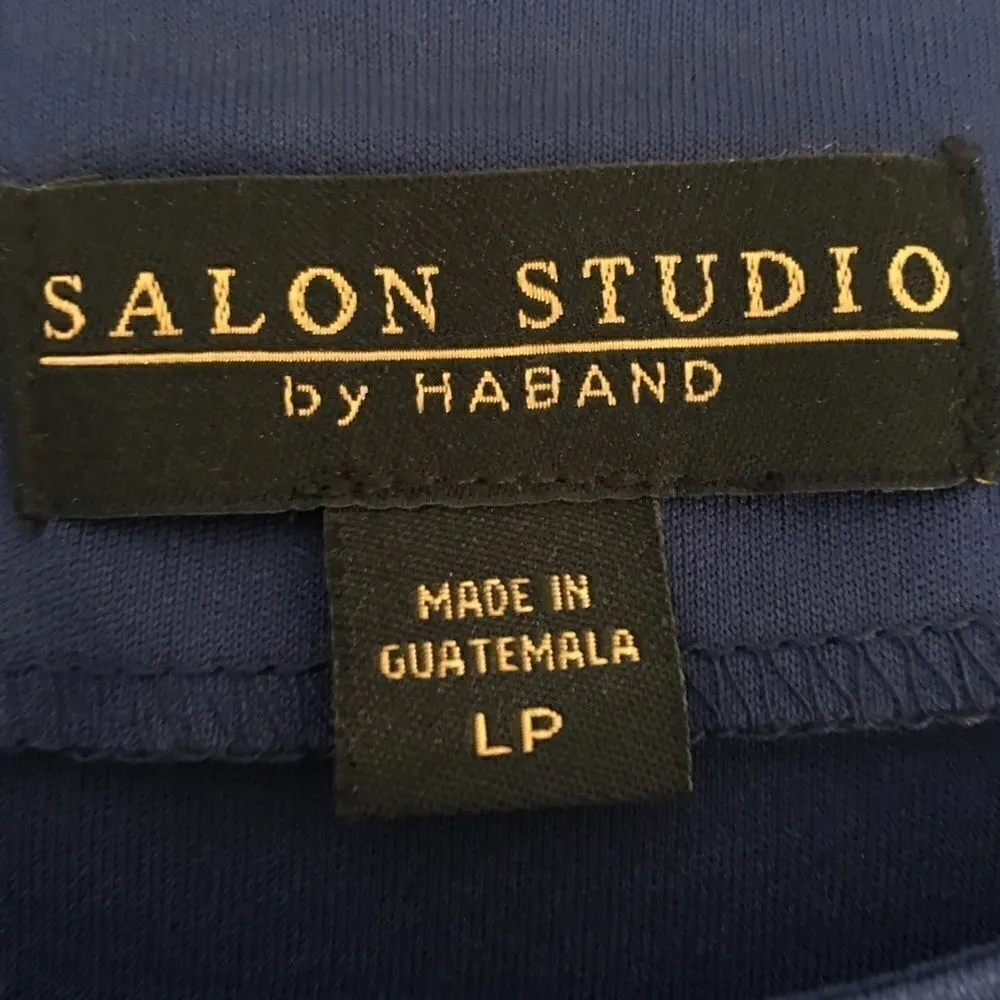 SALON STUDIO
by HABAND
MADE IN
GUATEMALA
LP